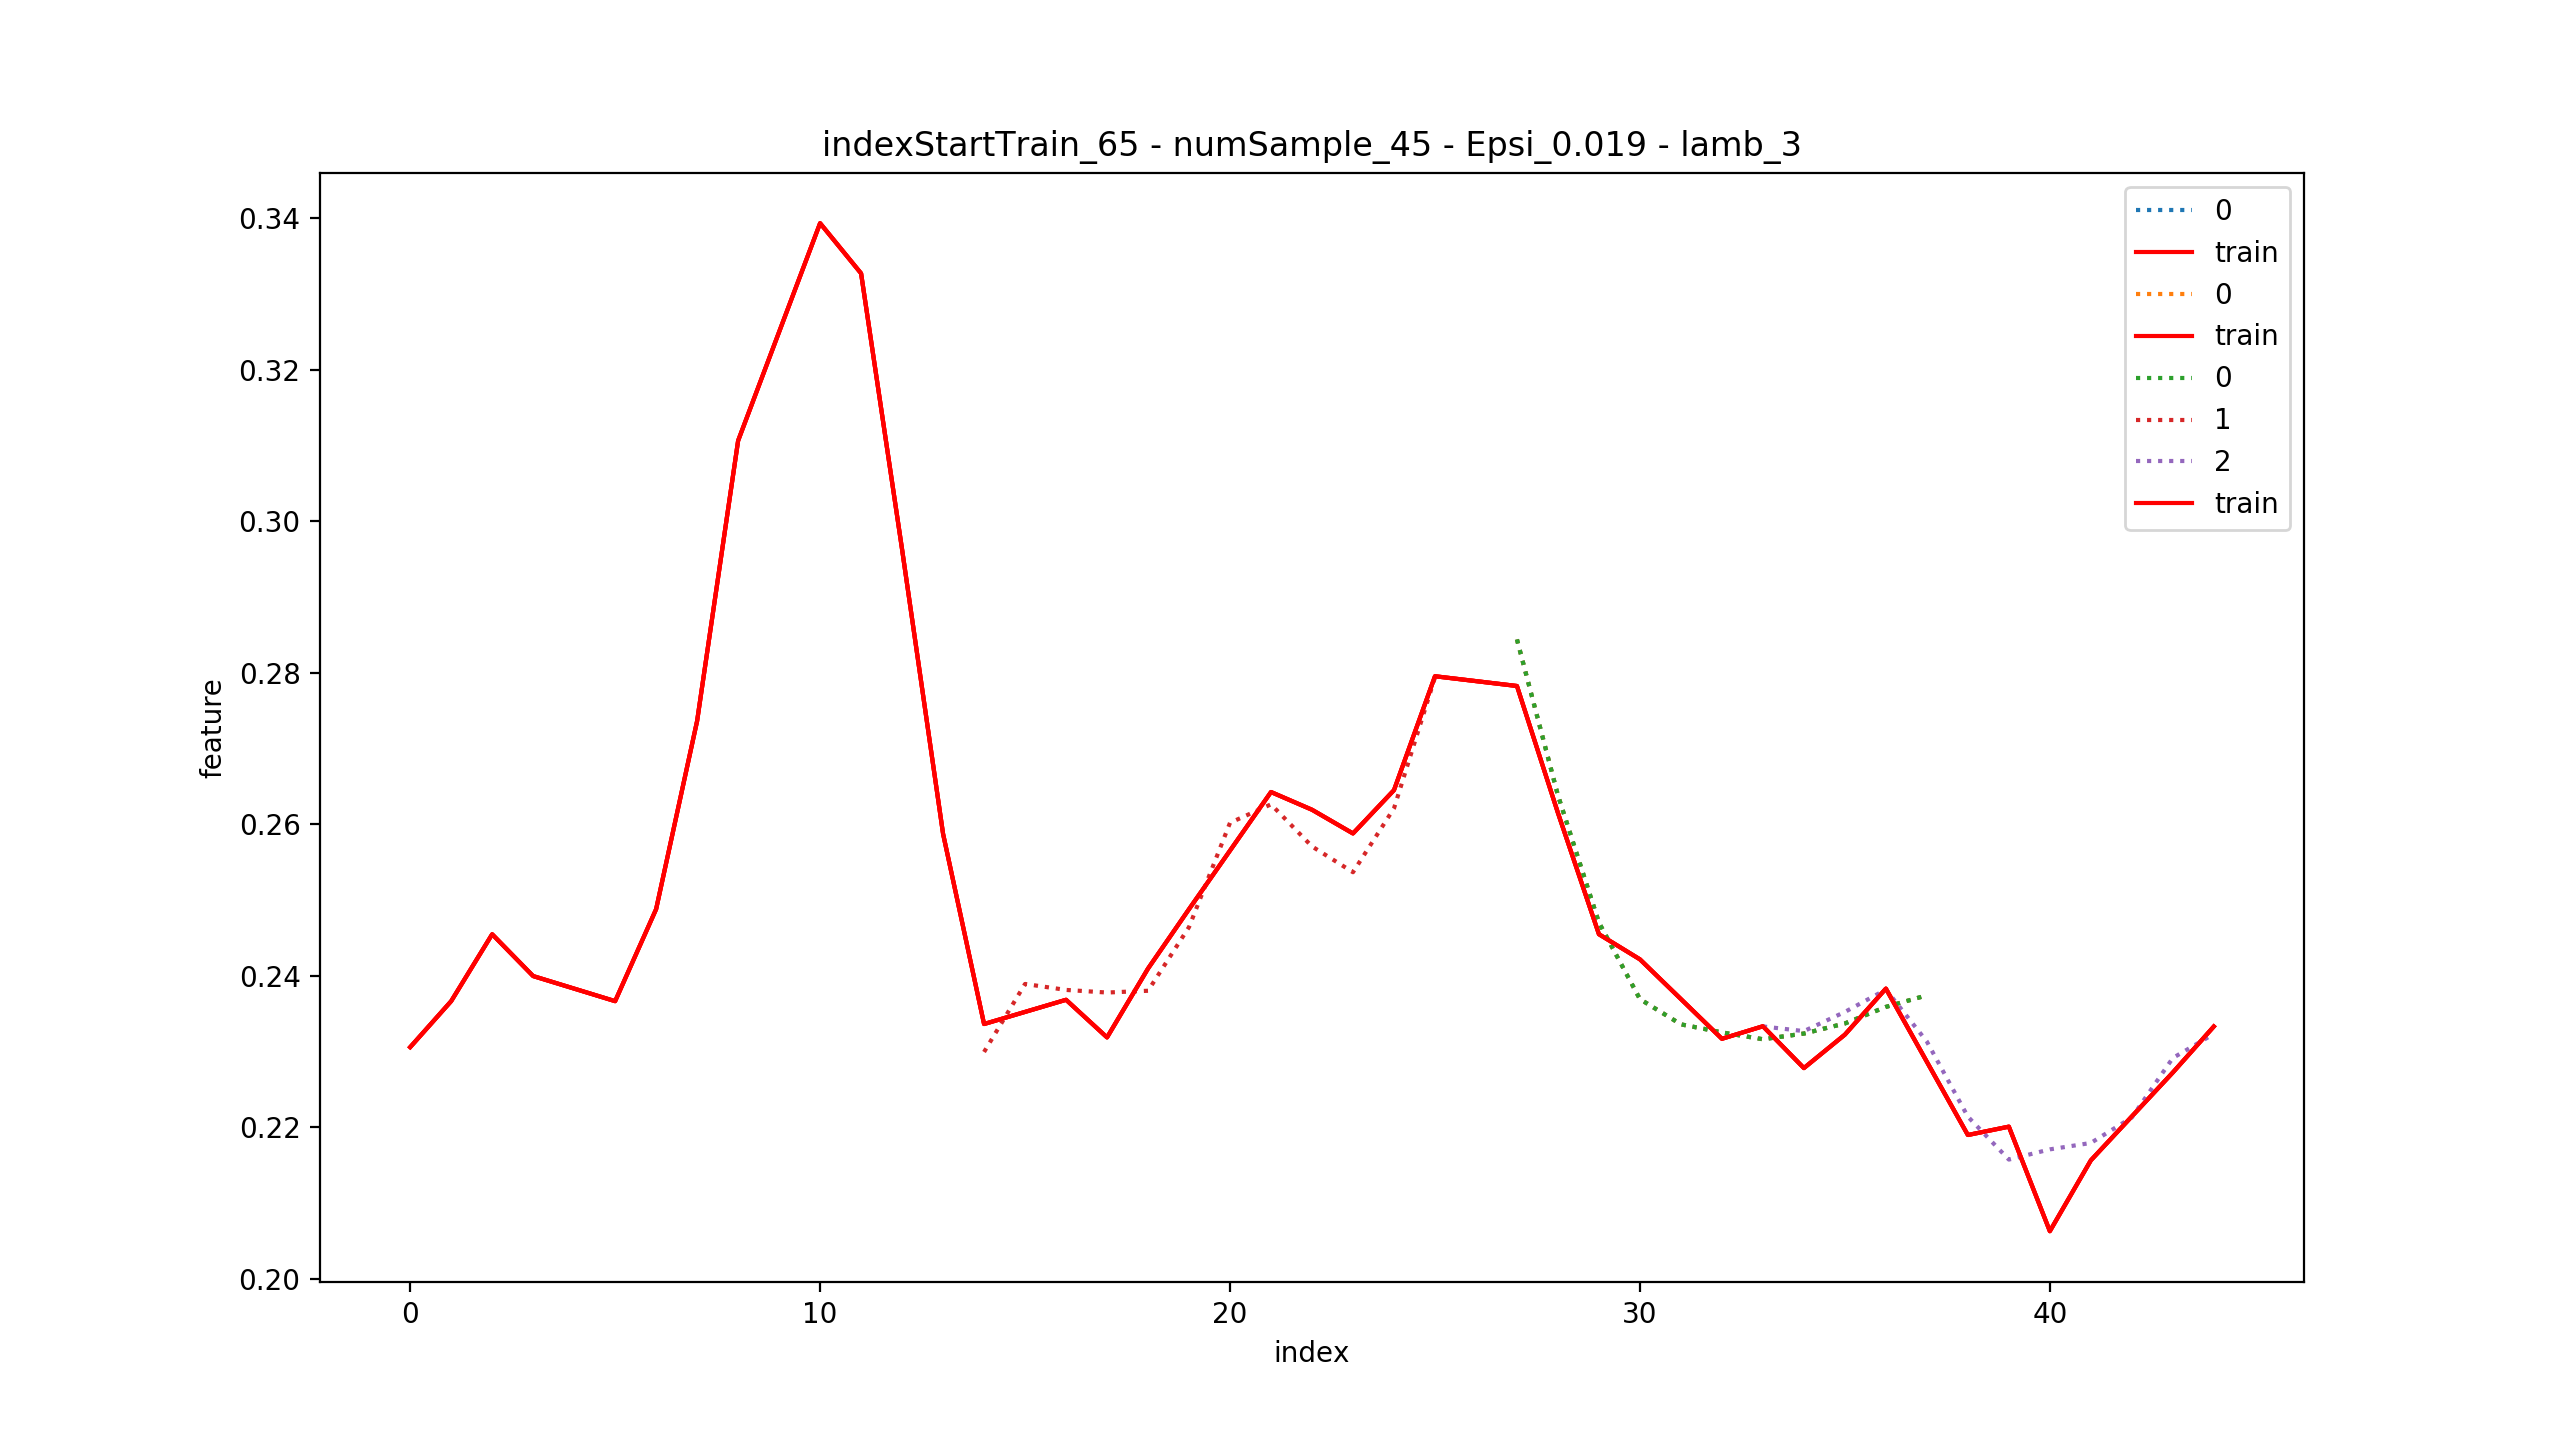 indexStartTrain_65 - numSample_45 - Epsi_0.019 - lamb_3
0
train
0
train
0
1
2
train
0.34
0.32
0.30
0.28
0.26
0.24
0.22
0.20
feature
0 10 20 30 40
index